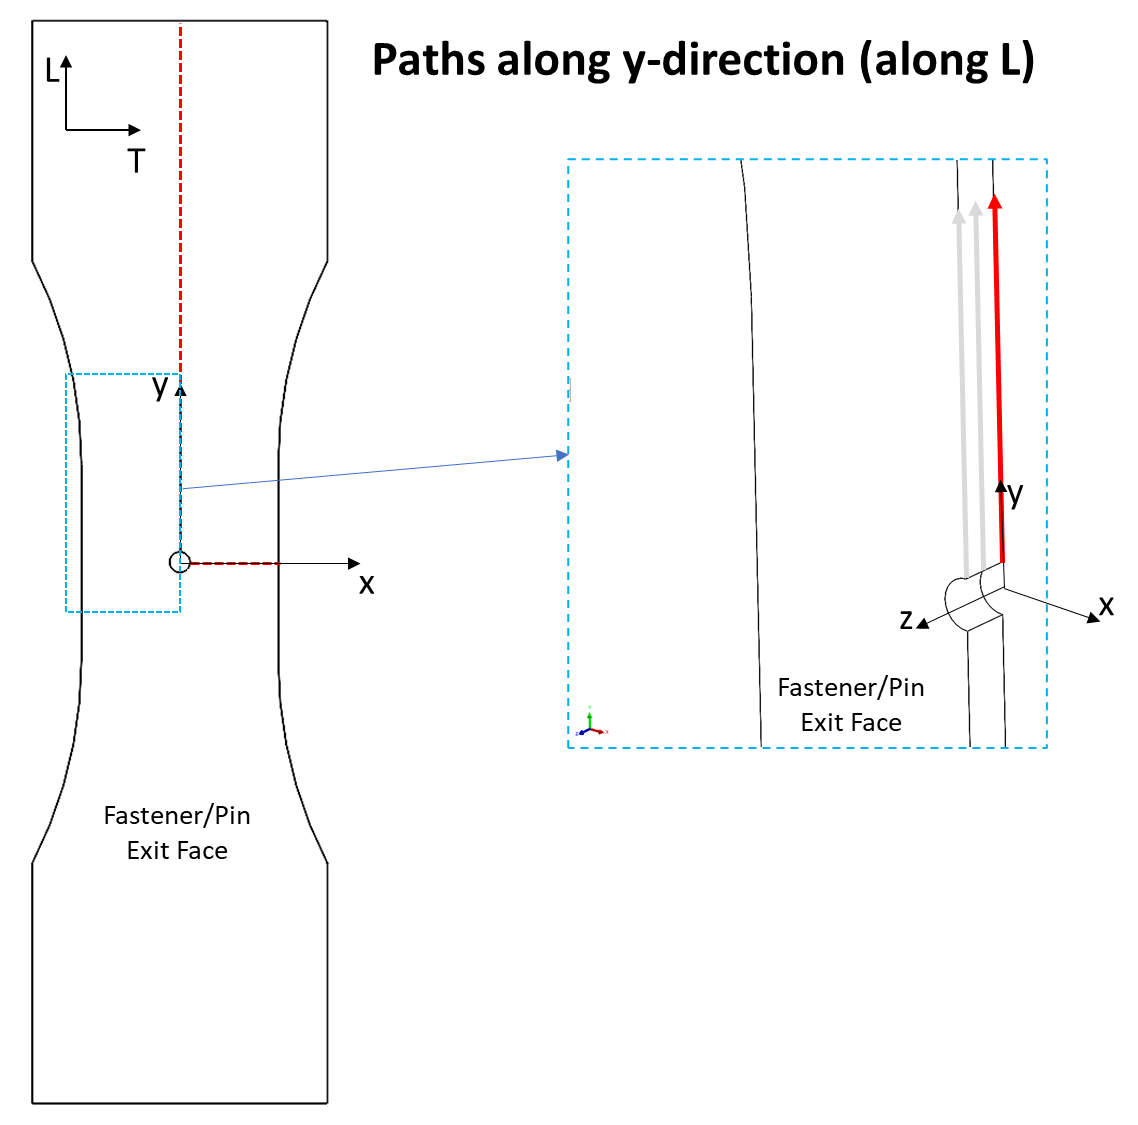 Paths along y-direction (along L)
L
T
y
x
y
x
z
Fastener/Pin
Exit Face
Fastener/Pin
Exit Face